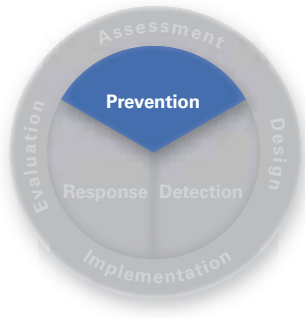 Assessment
Prevention
Evaluation
Design
Response
Detection
Implementation